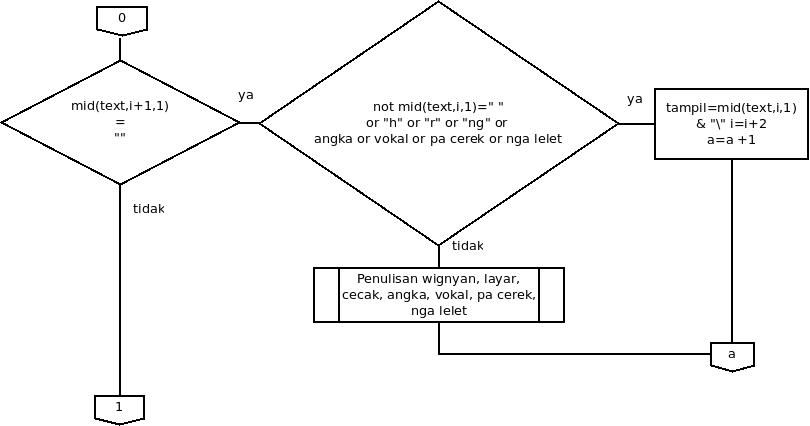 0
mid(text,i+1,1)
=
""
ya
tidak
not mid(text,i,1)=" "
or "h" or "r" or "ng" or
angka or vokal or pa cerek or nga lelet
ya
tidak
tampil=mid(text,i,1)
& "\" i=i+2
a=a +1
Penulisan wignyan, layar,
cecak, angka, vokal, pa cerek,
nga lelet
a
1